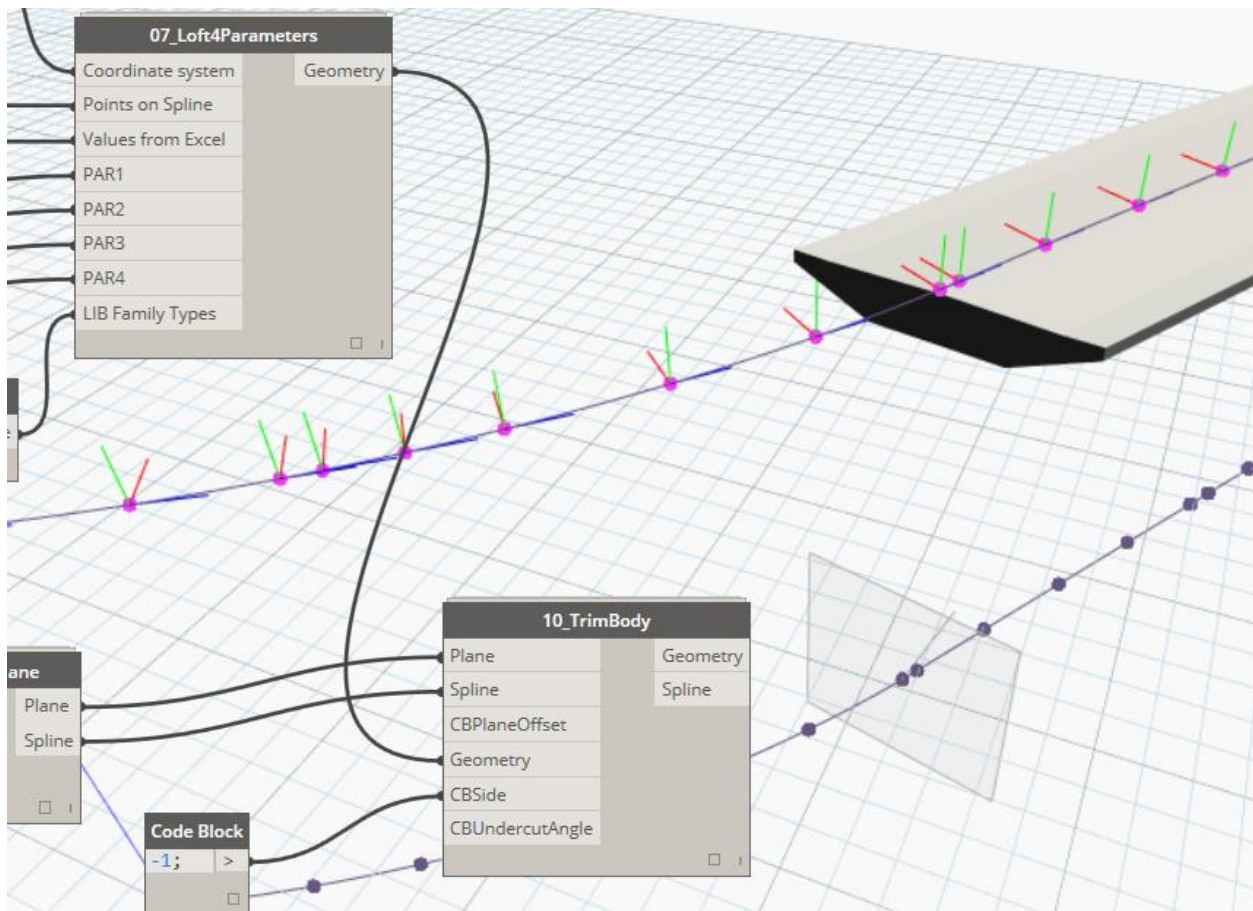 07_Loft4Parameters
Coordinate system
Geometry
Points on Spline
Values from Excel
PAR1
PAR2
PAR3
PAR4
LIB Family Types
10_TrimBody
Plane
Geometry
Spline
Spline
CBPlaneOffset
Geometry
CBSide
CBUndercutAngle
ane
Plane
Spline
Code Block
-1; >